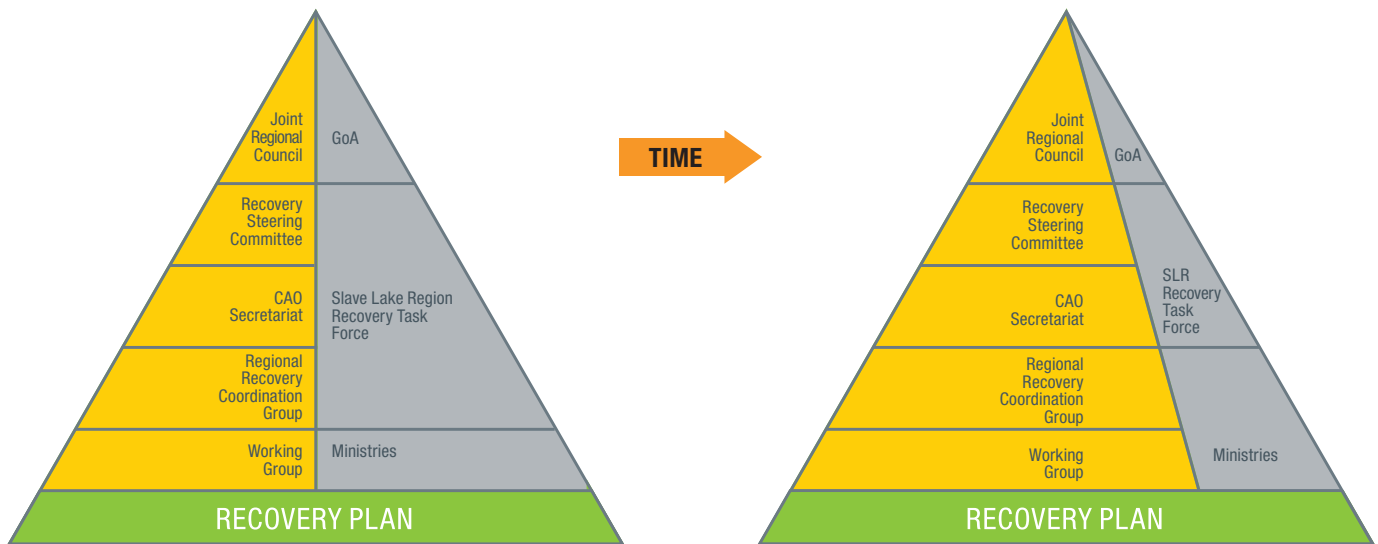 Joint
Regional
Council
GoA
Recovery
Steering
Committee
CAO
Secretariat
Slave Lake Region
Recovery Task
Force
Regional
Recovery
Coordination
Group
Working
Group
Ministries
RECOVERY PLAN
TIME
Joint
Regional
Council
GoA
Recovery
Steering
Committee
CAO
Secretariat
SLR
Recovery
Task
Force
Regional
Recovery
Coordination
Group
Working
Group
Ministries
RECOVERY PLAN